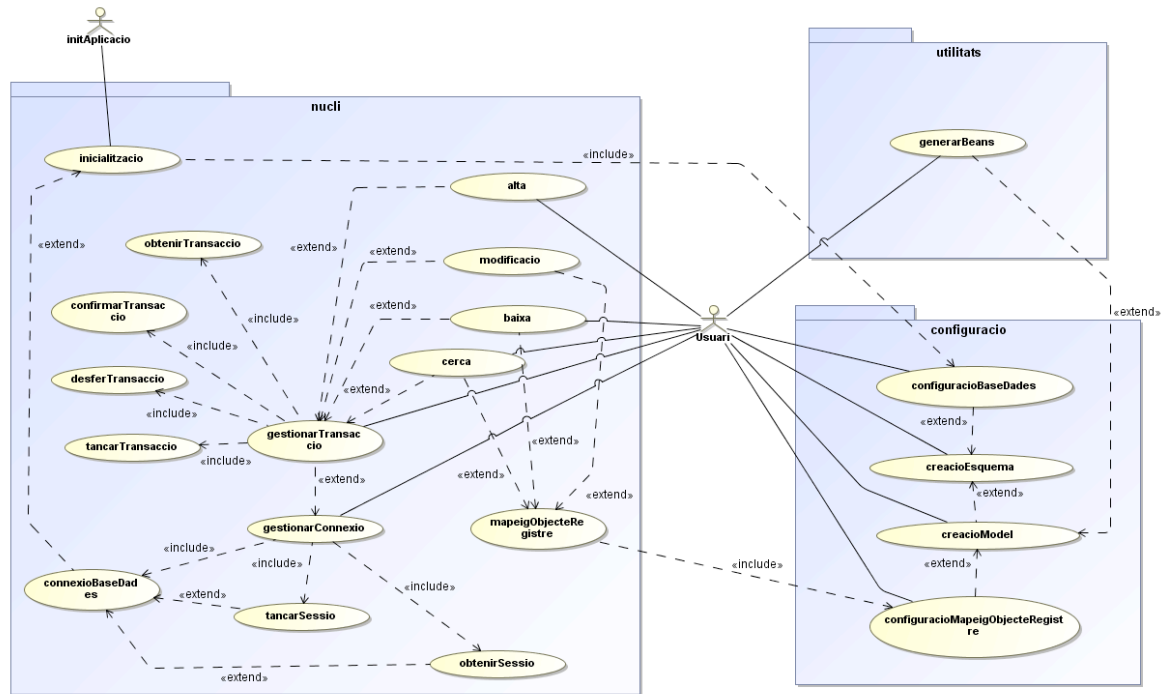 initAplicacio
utilitats
nucli
generarBeans
inicialitzacio
«include»
alta
«extend»
obtenirTransaccio
«extend»
«extend»
modificacio
confirmarTransac
cio
«include»
«extend»
baixa
Usuari
«extend»
configuracio
«include»
cerca
desferTransaccio
«extend»
configuracioBaseDades
«include»
«extend»
gestionarTransac
cio
tancarTransaccio
«include»
«extend»
«extend»
creacioEsquema
«extend»
«extend»
«extend»
gestionarConnexio
mapeigObjecteRe
gistre
creacioModel
«include»
«include»
«include»
«include»
«extend»
connexioBaseDad
es
«extend»
tancarSessio
configuracioMapeigObjecteRegist
re
obtenirSessio
«extend»